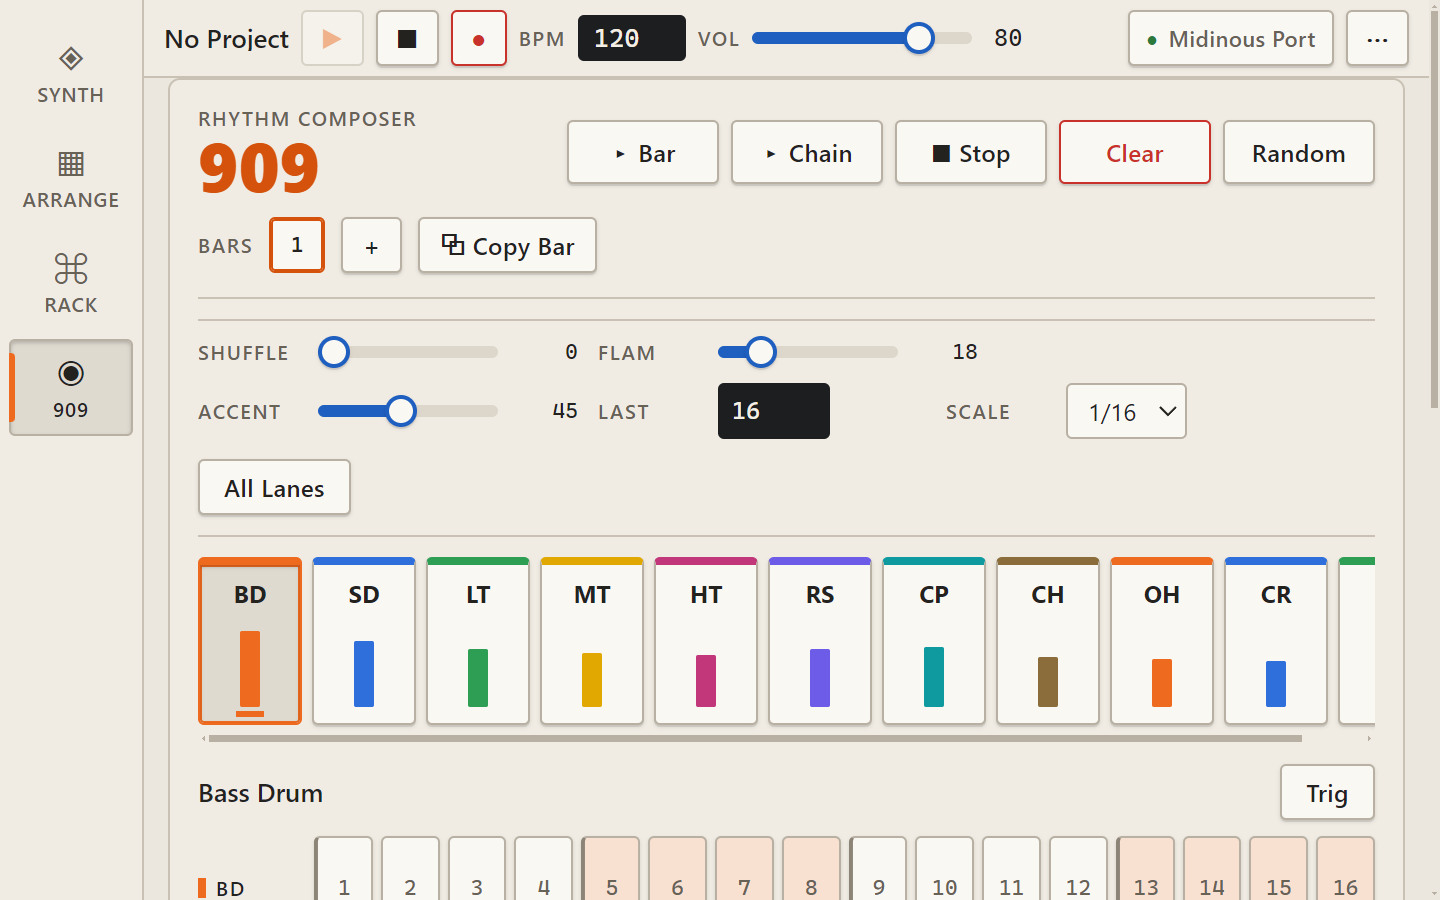 No Project BPM 120 VOL 80 Midinous Port ...
SYNTH
ARRANGE
RACK
909
RHYTHM COMPOSER
909
Bar Chain Stop Clear Random
BARS 1 + Copy Bar
SHUFFLE 0 FLAM 18
ACCENT 45 LAST 16 SCALE 1/16
All Lanes
BD SD LT MT HT RS CP CH OH CR
Bass Drum Trig
BD 1 2 3 4 5 6 7 8 9 10 11 12 13 14 15 16